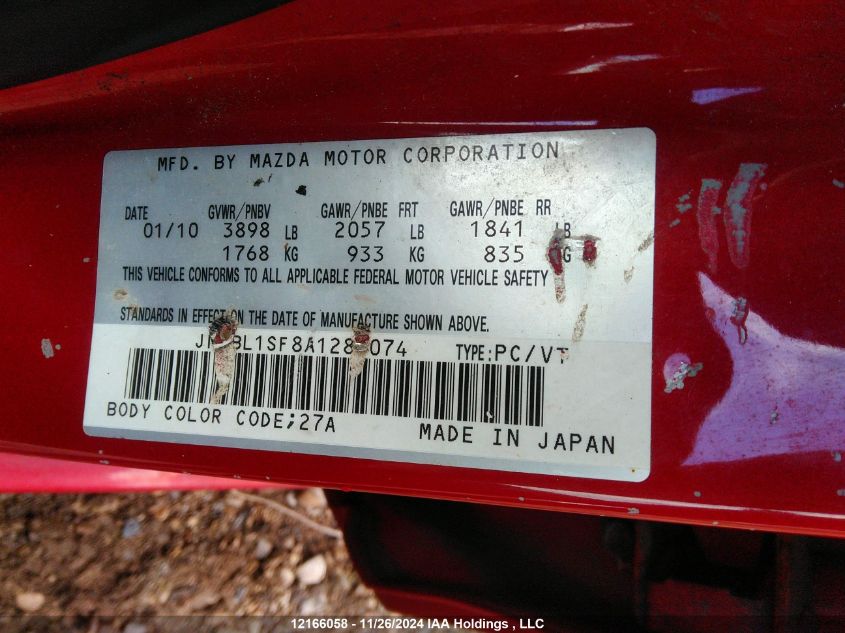 MFD. BY MAZDA MOTOR CORPORATION
DATE GVWR/PNBV GAWR/PNBE FRT GAWR/PNBE RR
01/10 3898 LB 2057 LB 1841 LB
1768 KG 933 KG 835 KG
THIS VEHICLE CONFORMS TO ALL APPLICABLE FEDERAL MOTOR VEHICLE SAFETY
STANDARDS IN EFFECT ON THE DATE OF MANUFACTURE SHOWN ABOVE.
TYPE:PC/VT
BODY COLOR CODE;27A
MADE IN JAPAN
12166058 - 11/26/2024 IAA Holdings , LLC